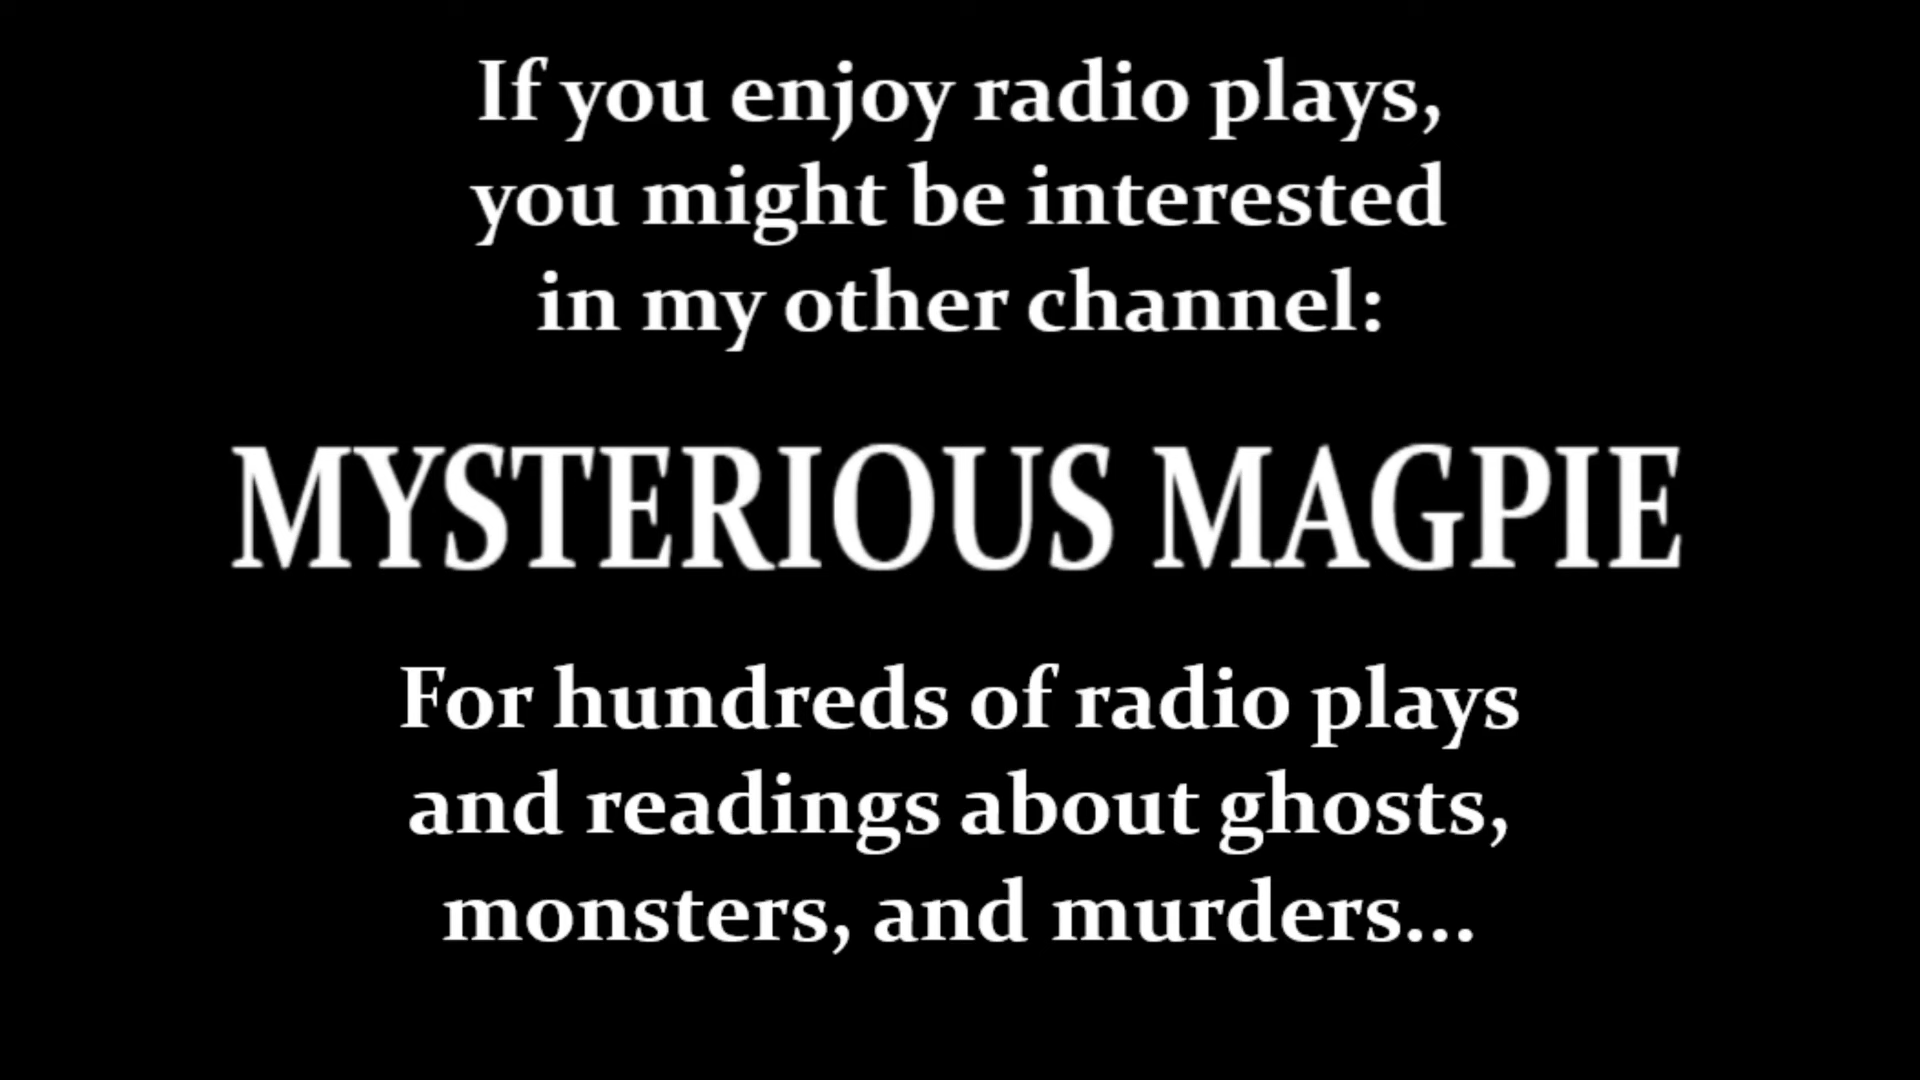 If you enjoy radio plays,
you might be interested
in my other channel:
MYSTERIOUS MAGPIE
For hundreds of radio plays
and readings about ghosts,
monsters, and murders...